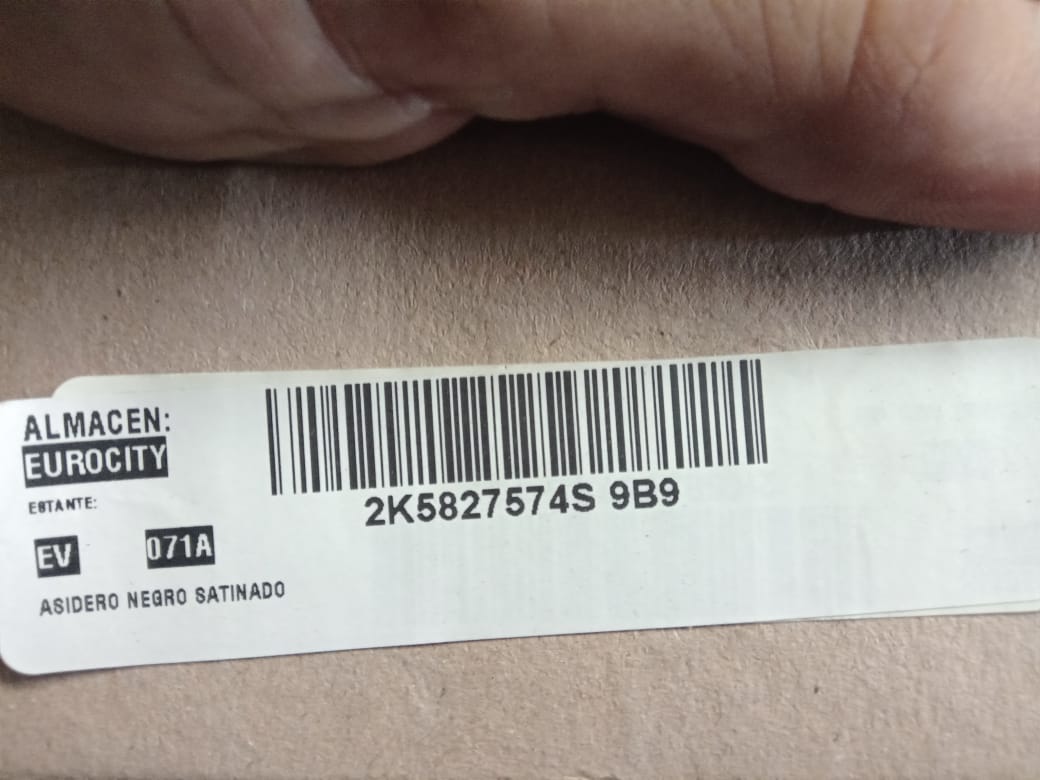 ALMACEN:
EUROCITY
ESTANTE:
EV 071A
ASIDERO NEGRO SATINADO
2K5827574S 9B9